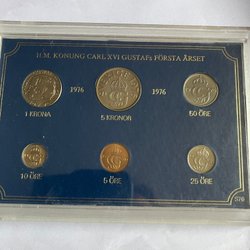 H.M. KONUNG CARL XVI GUSTAFs FÖRSTA ÅRSET
1976 1976
1 KRONA 5 KRONOR 50 ÖRE
10 ÖRE 5 ÖRE 25 ÖRE